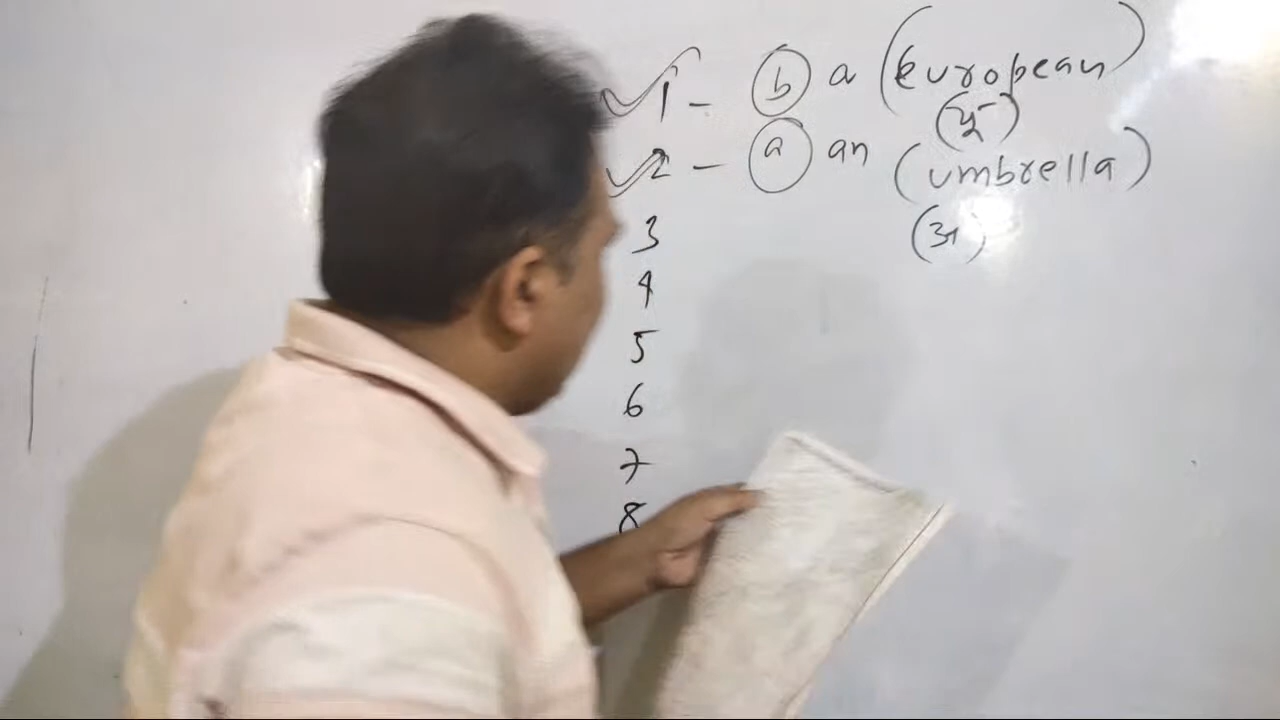 1 - b a (European)
(यू)
2 - a an (umbrella)
3 (अ)
4
5
6
7
8